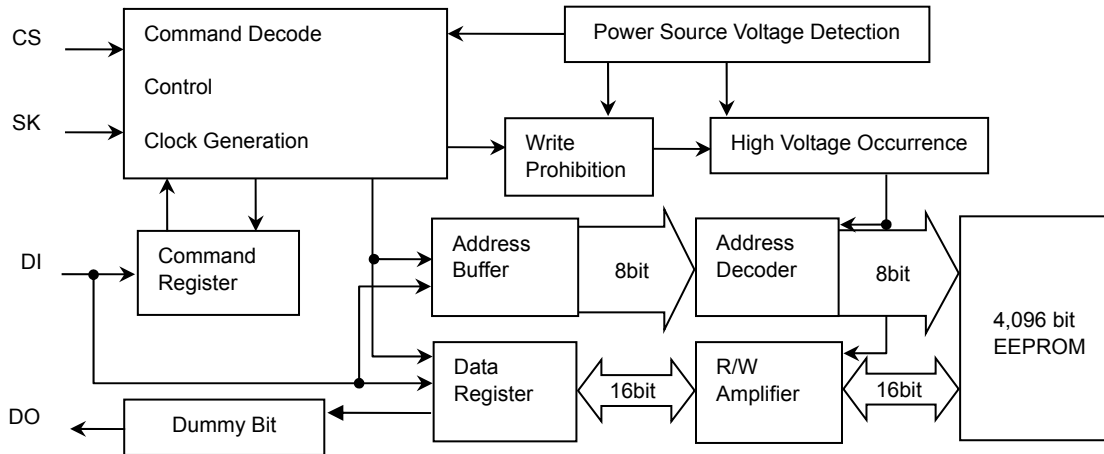 CS
Command Decode
Power Source Voltage Detection
Control
SK
Clock Generation
Write
Prohibition
High Voltage Occurrence
DI
Command
Register
Address
Buffer
8bit
Address
Decoder
8bit
4,096 bit
EEPROM
Data
Register
16bit
R/W
Amplifier
16bit
DO
Dummy Bit